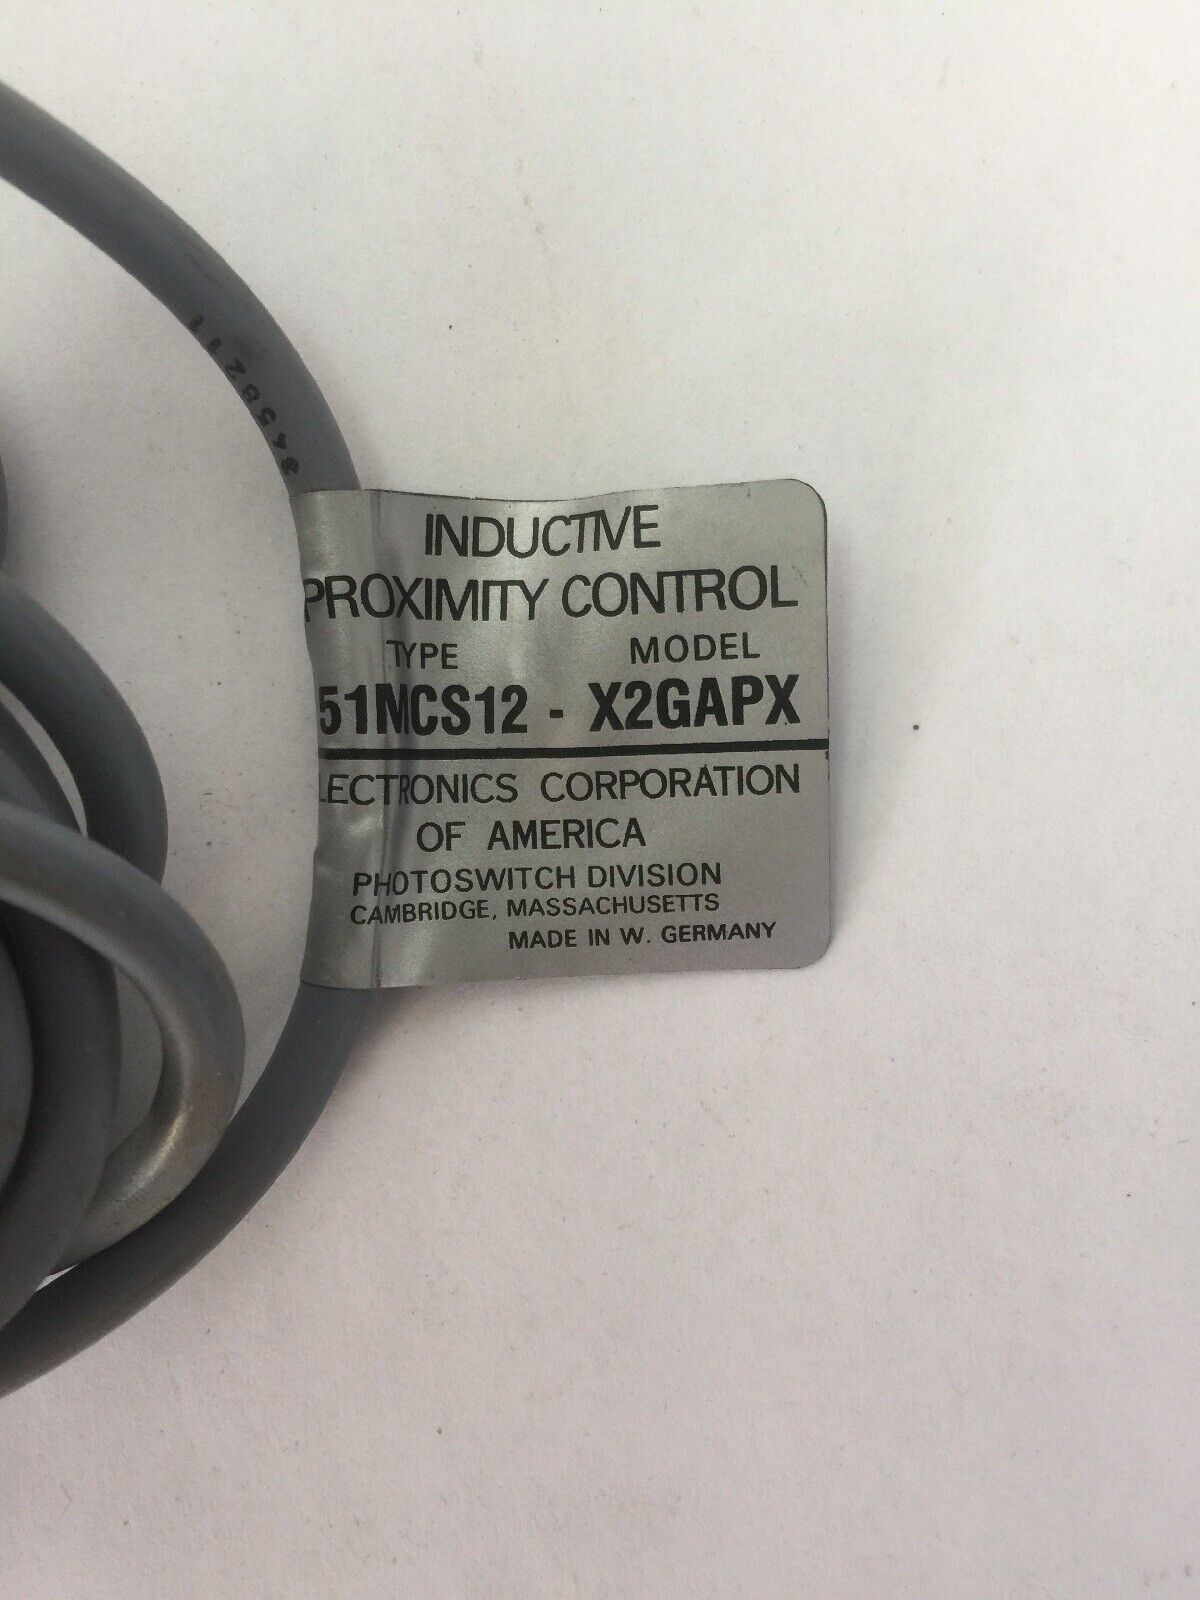 INDUCTIVE
PROXIMITY CONTROL
TYPE MODEL
51MCS12 - X2GAPX
LECTRONICS CORPORATION
OF AMERICA
PHOTOSWITCH DIVISION
CAMBRIDGE, MASSACHUSETTS
MADE IN W. GERMANY